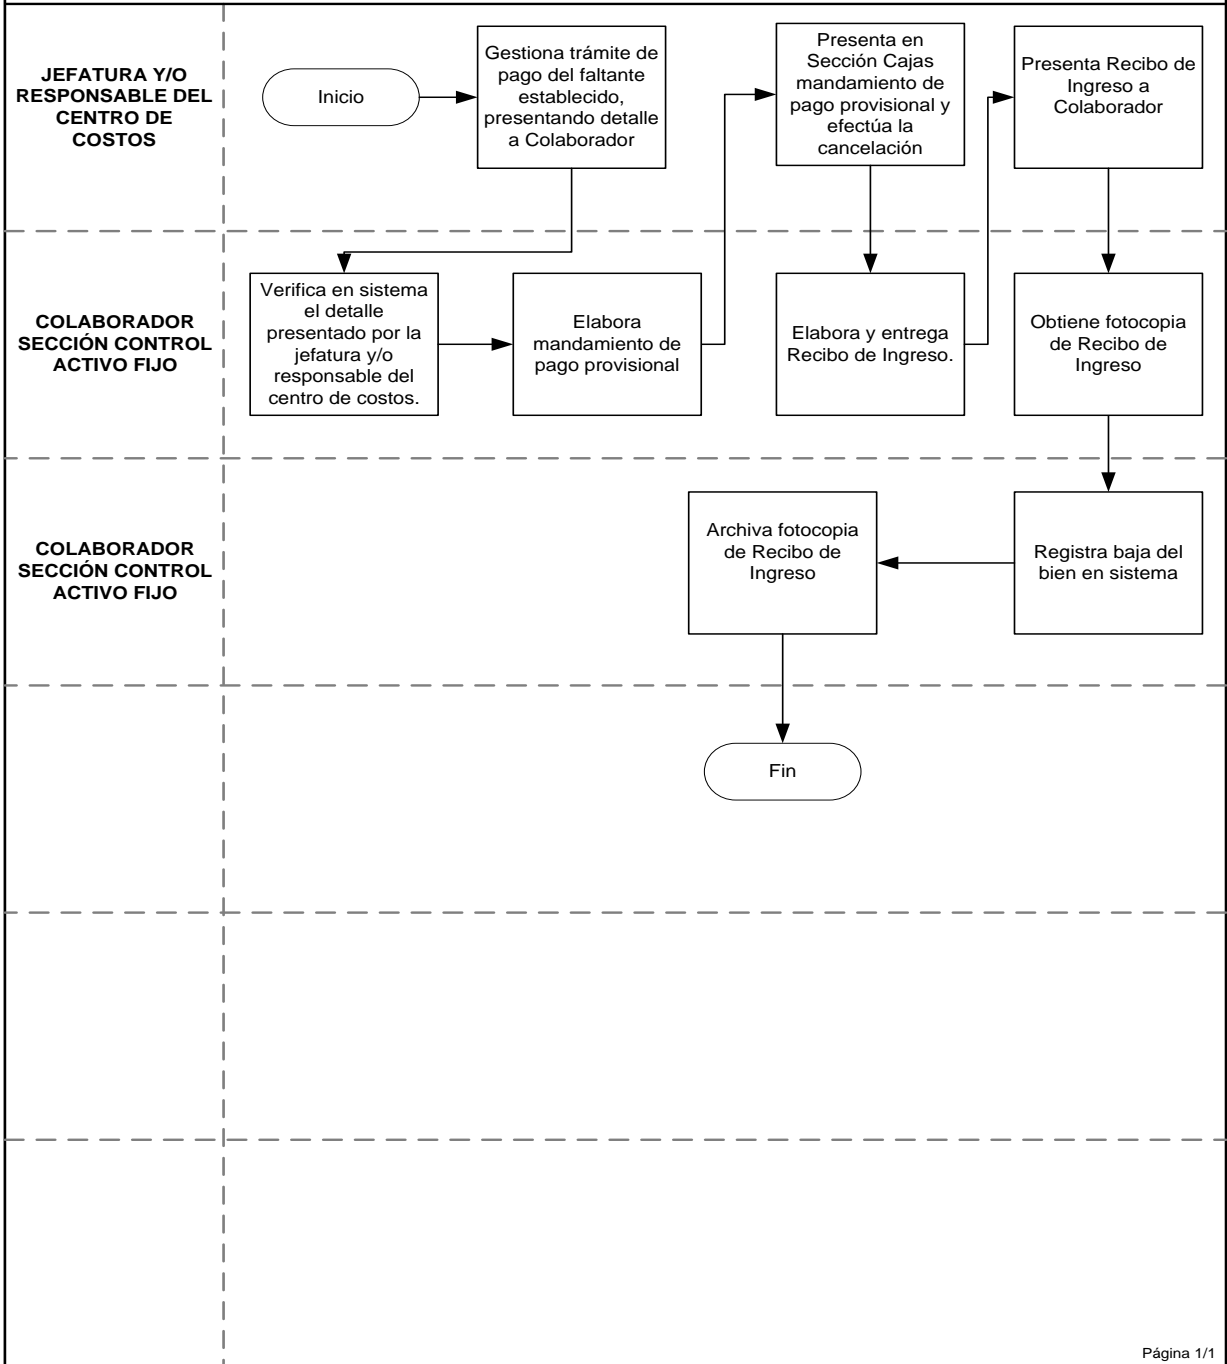 JEFATURA Y/O
RESPONSABLE DEL
CENTRO DE
COSTOS
Inicio
Gestiona trámite de
pago del faltante
establecido,
presentando detalle
a Colaborador
Presenta en
Sección Cajas
mandamiento de
pago provisional y
efectúa la
cancelación
Presenta Recibo de
Ingreso a
Colaborador
COLABORADOR
SECCIÓN CONTROL
ACTIVO FIJO
Verifica en sistema
el detalle
presentado por la
jefatura y/o
responsable del
centro de costos.
Elabora
mandamiento de
pago provisional
Elabora y entrega
Recibo de Ingreso.
Obtiene fotocopia
de Recibo de
Ingreso
COLABORADOR
SECCIÓN CONTROL
ACTIVO FIJO
Archiva fotocopia
de Recibo de
Ingreso
Registra baja del
bien en sistema
Fin
Página 1/1